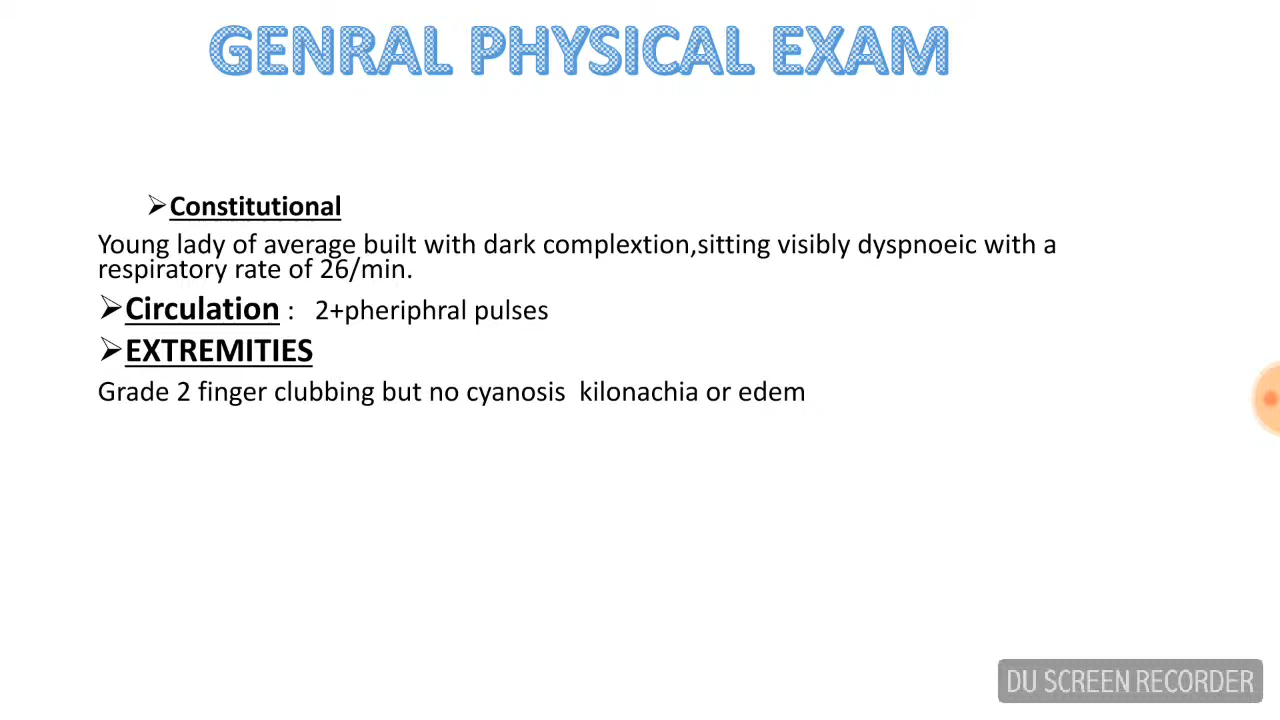 GENRAL PHYSICAL EXAM
Constitutional
Young lady of average built with dark complextion,sitting visibly dyspnoeic with a
respiratory rate of 26/min.
Circulation : 2+pheriphral pulses
EXTREMITIES
Grade 2 finger clubbing but no cyanosis kilonachia or edem
DU SCREEN RECORDER